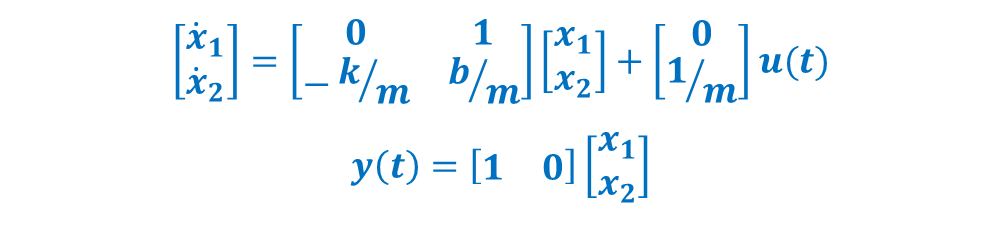 [ẋ₁ ẋ₂] = [0 1 −k/m b/m] [x₁ x₂] + [0 1/m] u(t)
y(t) = [1 0] [x₁ x₂]